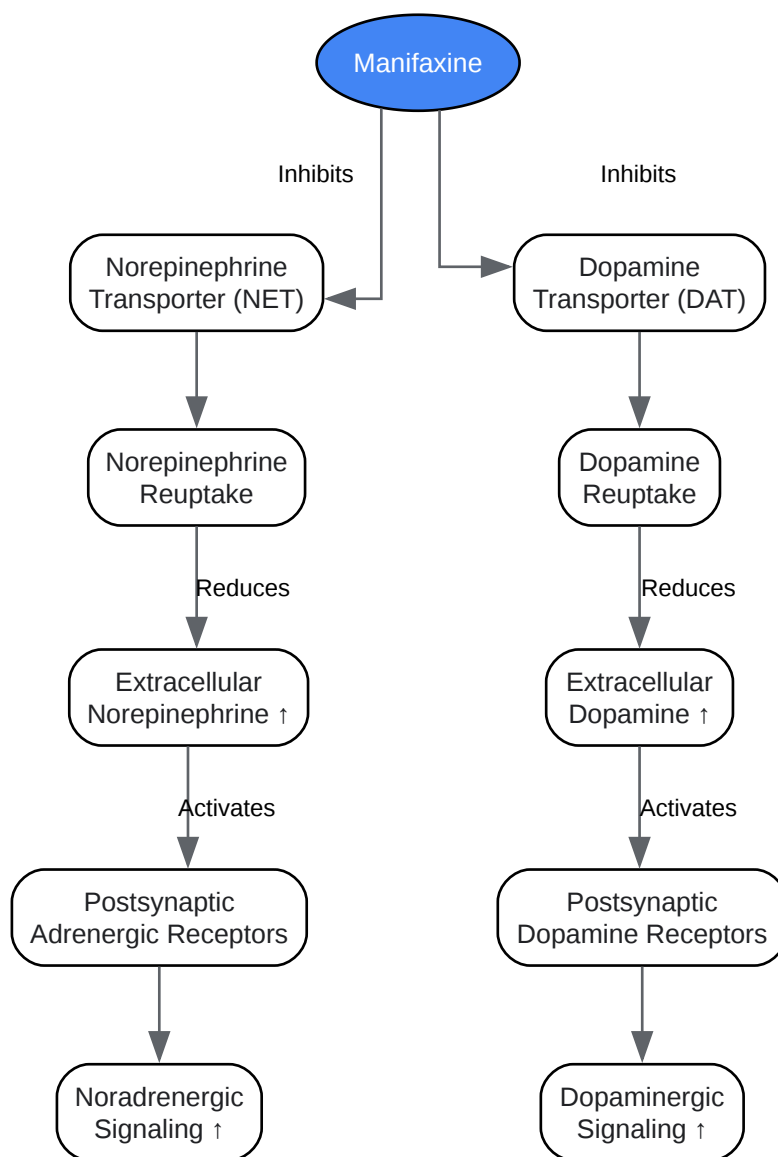 Manifaxine
Inhibits
Inhibits
Norepinephrine
Transporter (NET)
Dopamine
Transporter (DAT)
Norepinephrine
Reuptake
Dopamine
Reuptake
Reduces
Reduces
Extracellular
Norepinephrine ↑
Extracellular
Dopamine ↑
Activates
Activates
Postsynaptic
Adrenergic Receptors
Postsynaptic
Dopamine Receptors
Noradrenergic
Signaling ↑
Dopaminergic
Signaling ↑